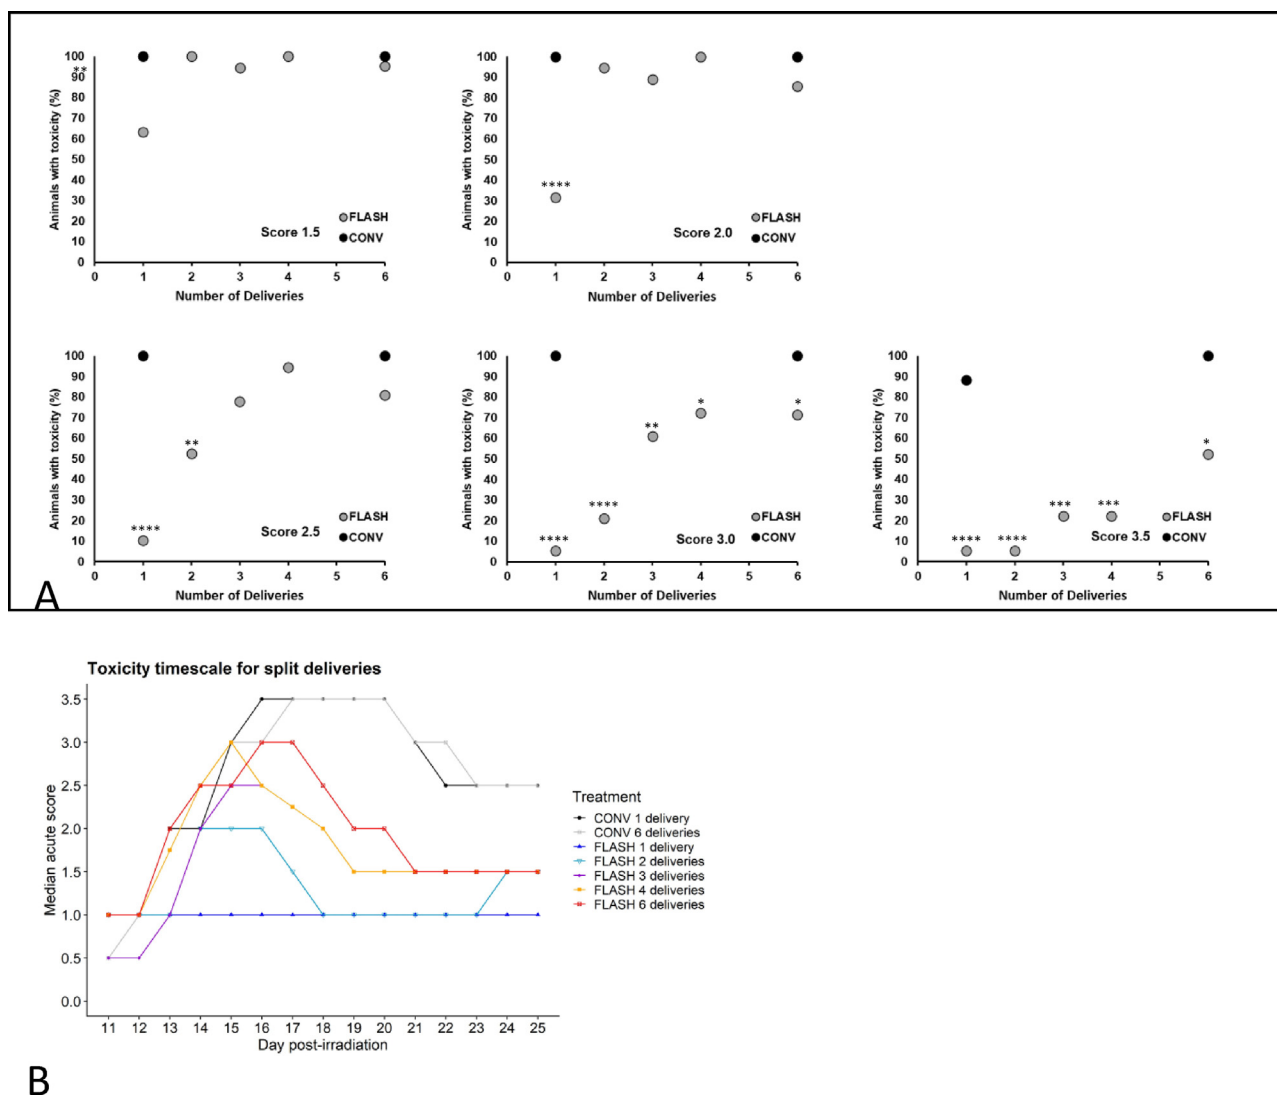 Animals with toxicity (%)
100
**
90
80
70
60
50
40
30
20
10
0
Score 1.5
FLASH
CONV
0 1 2 3 4 5 6
Number of Deliveries
Animals with toxicity (%)
100
90
80
70
60
50
40
30
20
10
0
****
Score 2.0
FLASH
CONV
0 1 2 3 4 5 6
Number of Deliveries
Animals with toxicity (%)
100
90
80
70
60
50
40
30
20
10
0
**
****
Score 2.5
FLASH
CONV
0 1 2 3 4 5 6
Number of Deliveries
Animals with toxicity (%)
100
90
80
70
60
50
40
30
20
10
0
* *
**
****
****
Score 3.0
FLASH
CONV
0 1 2 3 4 5 6
Number of Deliveries
Animals with toxicity (%)
100
90
80
70
60
50
40
30
20
10
0
*
*** ***
**** ****
Score 3.5
FLASH
CONV
0 1 2 3 4 5 6
Number of Deliveries
A
Toxicity timescale for split deliveries
Median acute score
3.5
3.0
2.5
2.0
1.5
1.0
0.5
0.0
11 12 13 14 15 16 17 18 19 20 21 22 23 24 25
Day post-irradiation
Treatment
CONV 1 delivery
CONV 6 deliveries
FLASH 1 delivery
FLASH 2 deliveries
FLASH 3 deliveries
FLASH 4 deliveries
FLASH 6 deliveries
B